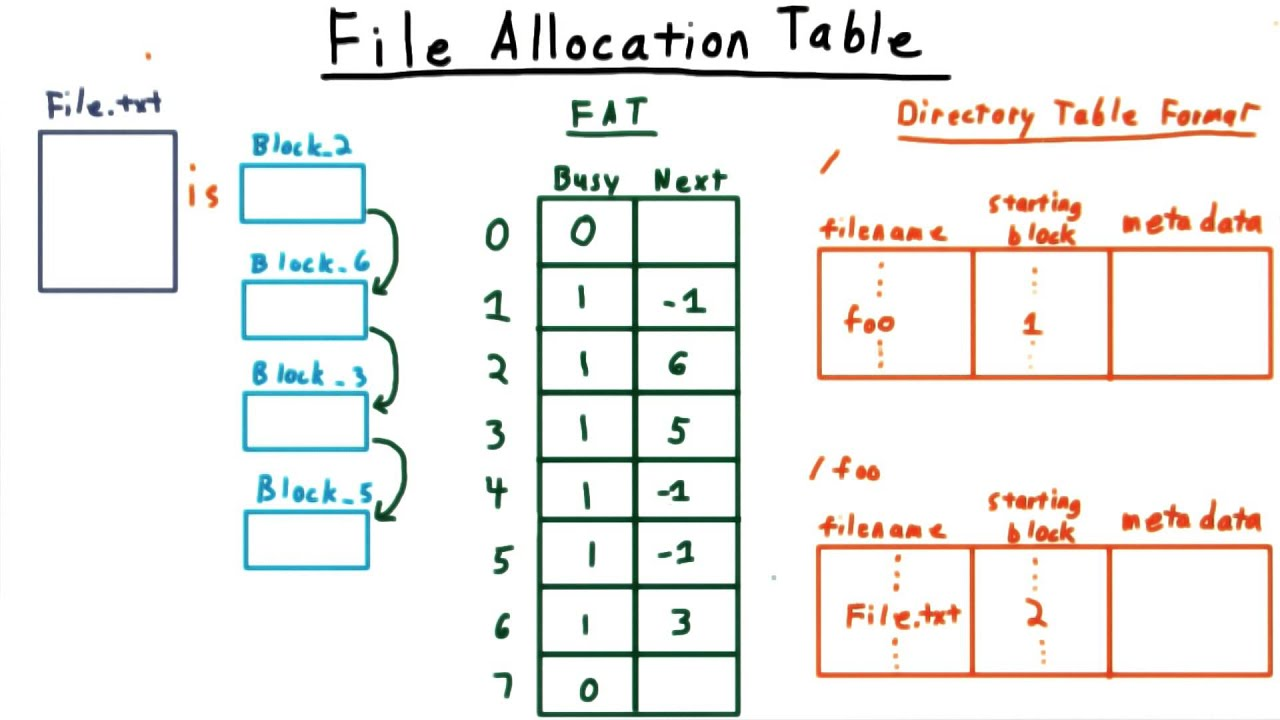 File Allocation Table
File.txt
is
Block_2
Block_6
Block_3
Block_5
FAT
Busy Next
0 0
1 1 -1
2 1 6
3 1 5
4 1 -1
5 1 -1
6 1 3
7 0
Directory Table Format
/
filename starting block meta data
foo 1
/foo
filename starting block meta data
File.txt 2